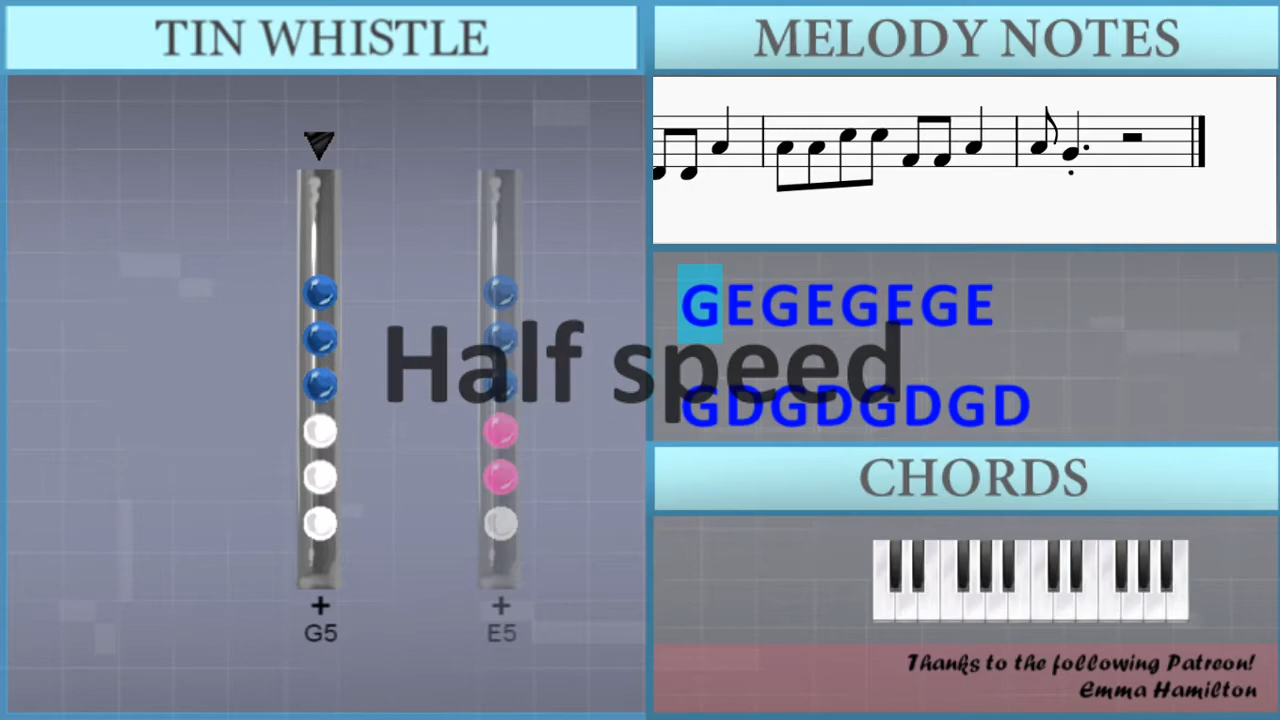 TIN WHISTLE
MELODY NOTES
GEGEGEGE
Half speed
GDGDGDGD
CHORDS
+ +
G5 E5
Thanks to the following Patreon!
Emma Hamilton